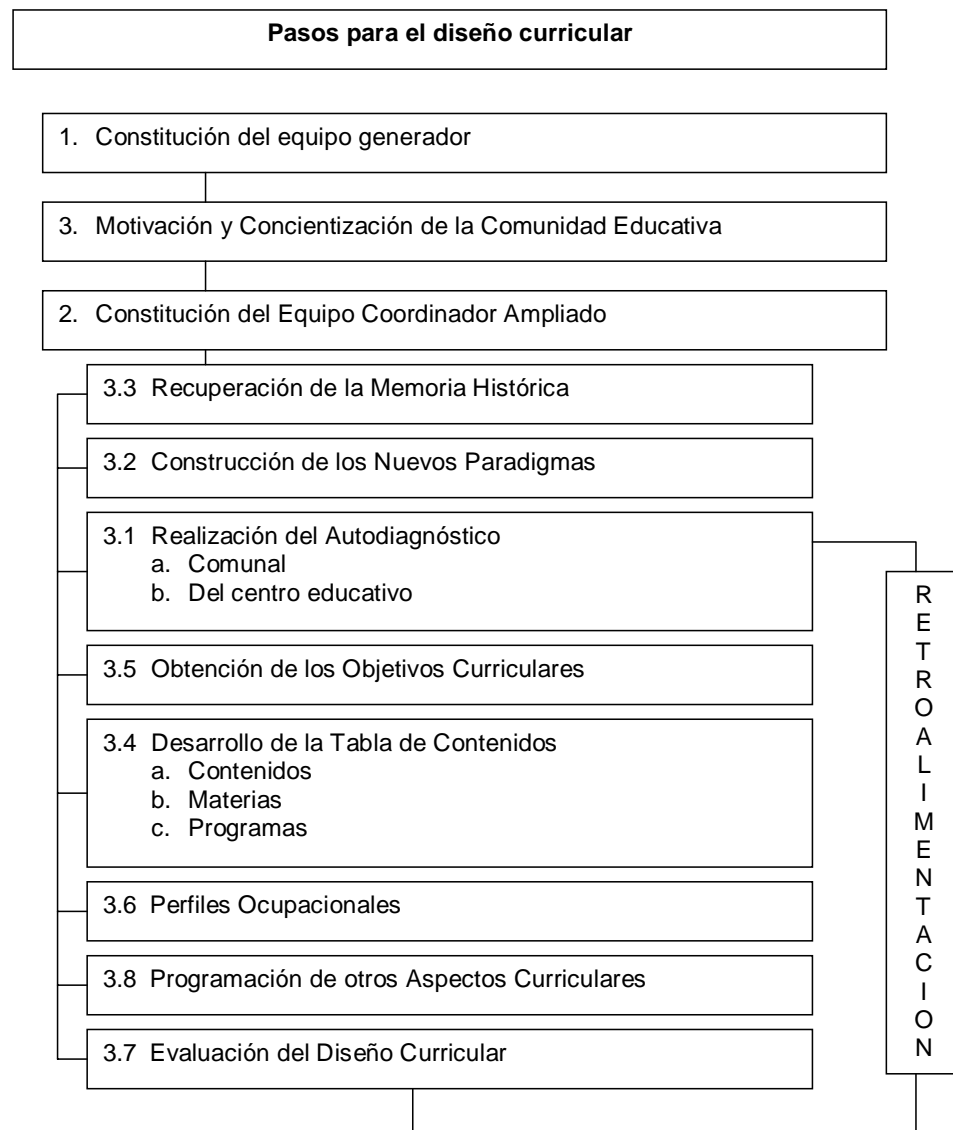 Pasos para el diseño curricular
1. Constitución del equipo generador
3. Motivación y Concientización de la Comunidad Educativa
2. Constitución del Equipo Coordinador Ampliado
3.3 Recuperación de la Memoria Histórica
3.2 Construcción de los Nuevos Paradigmas
3.1 Realización del Autodiagnóstico
a. Comunal
b. Del centro educativo
3.5 Obtención de los Objetivos Curriculares
3.4 Desarrollo de la Tabla de Contenidos
a. Contenidos
b. Materias
c. Programas
3.6 Perfiles Ocupacionales
3.8 Programación de otros Aspectos Curriculares
3.7 Evaluación del Diseño Curricular
R
E
T
R
O
A
L
I
M
E
N
T
A
C
I
O
N